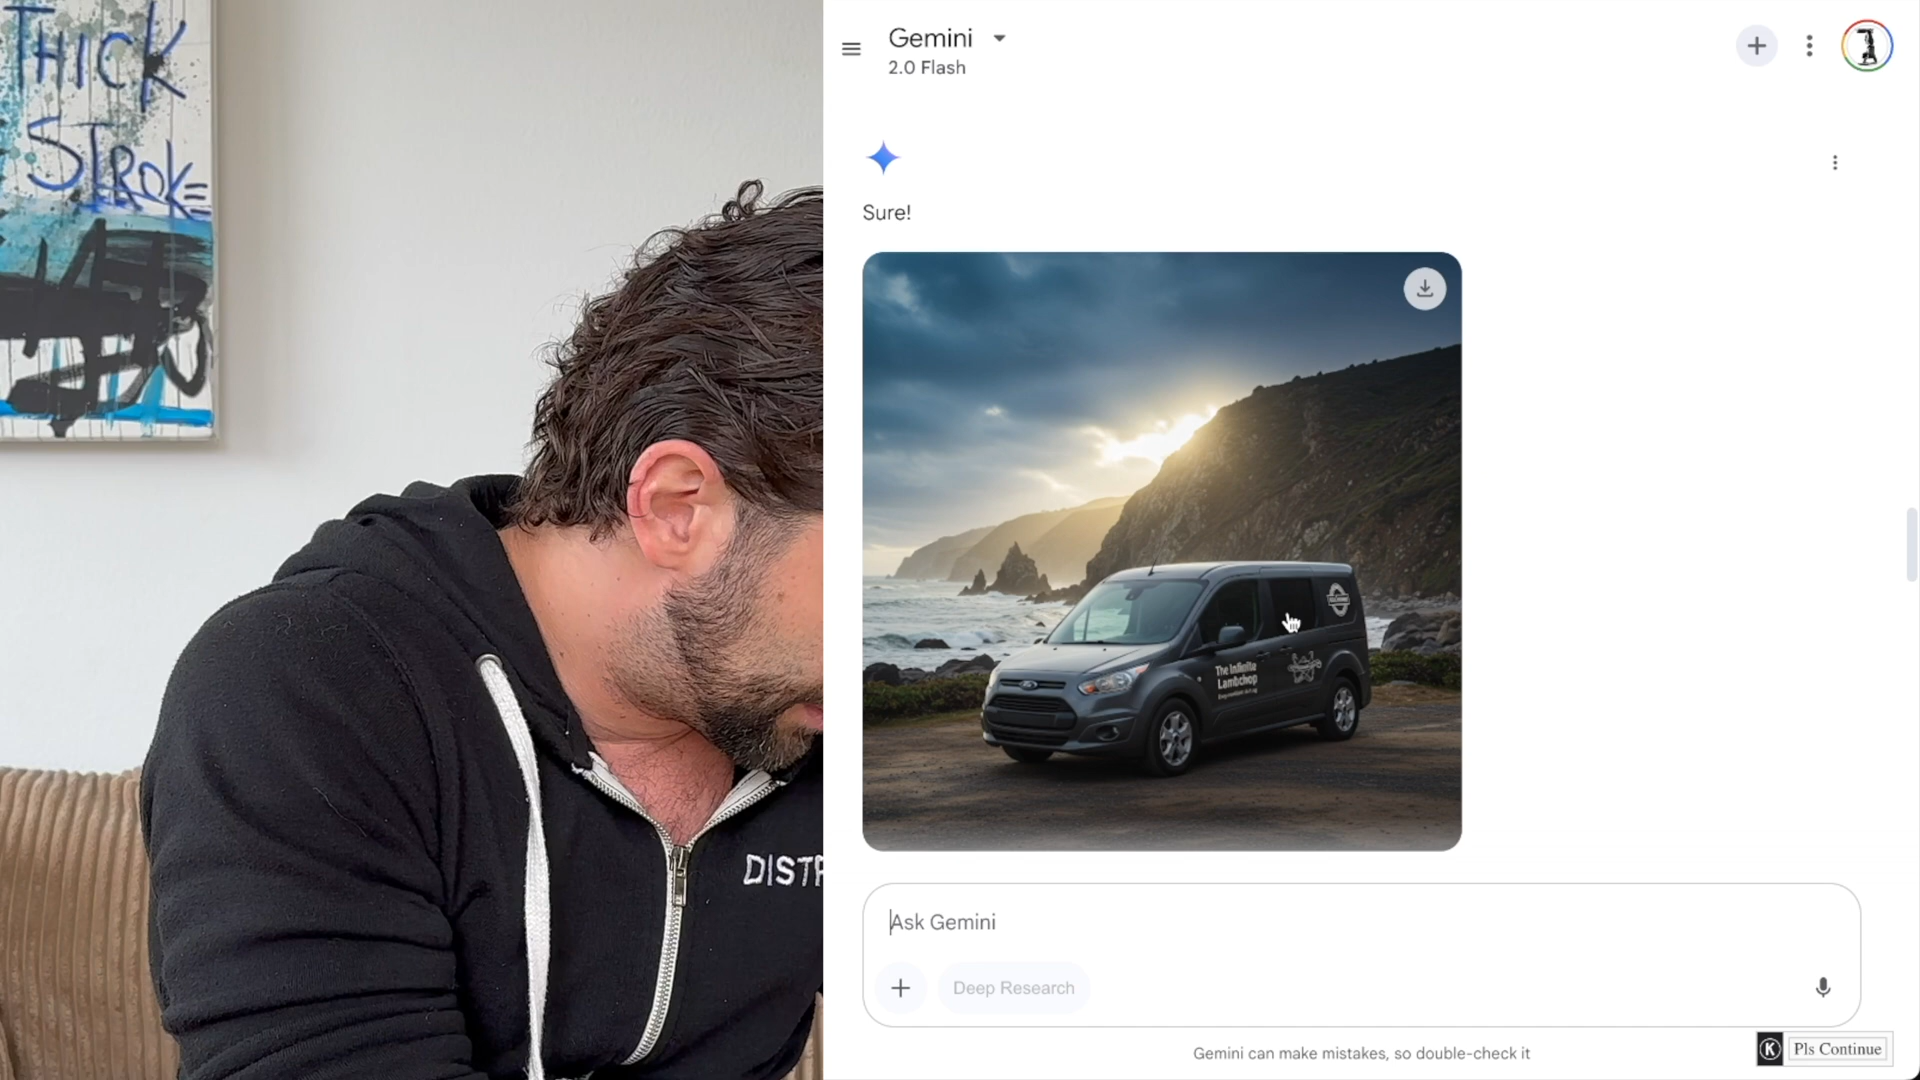 THICK
STROKE
DISTR
Gemini
2.0 Flash
Sure!
The Infinite
Lambchop
Ask Gemini
Deep Research
Gemini can make mistakes, so double-check it
K Pls Continue